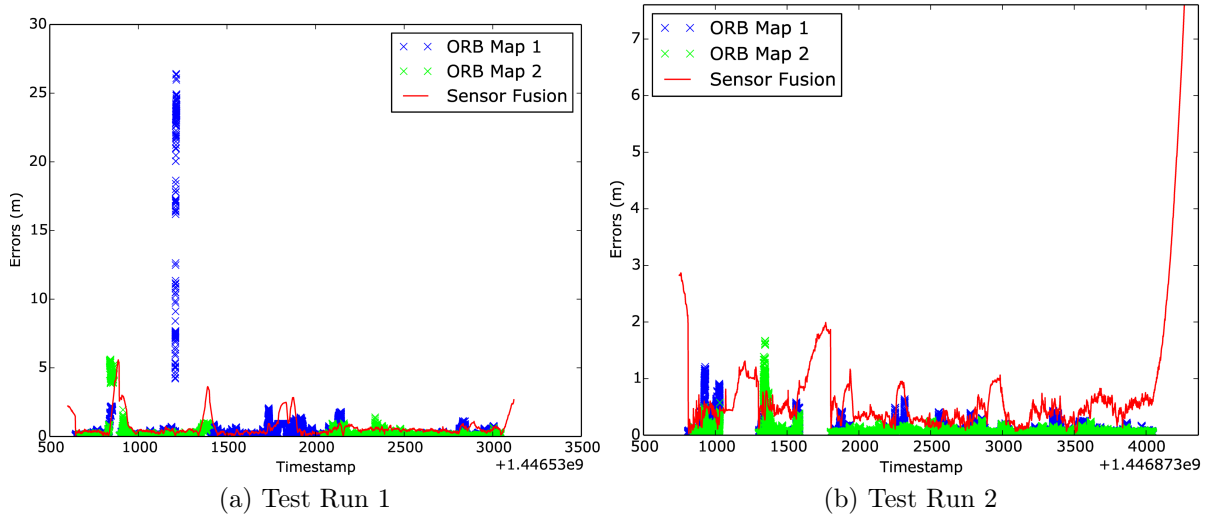 30
25
20
15
10
5
0
Errors (m)
ORB Map 1
ORB Map 2
Sensor Fusion
500 1000 1500 2000 2500 3000 3500
Timestamp
+1.44653e9
(a) Test Run 1
7
6
5
4
3
2
1
0
Errors (m)
ORB Map 1
ORB Map 2
Sensor Fusion
500 1000 1500 2000 2500 3000 3500 4000
Timestamp
+1.446873e9
(b) Test Run 2